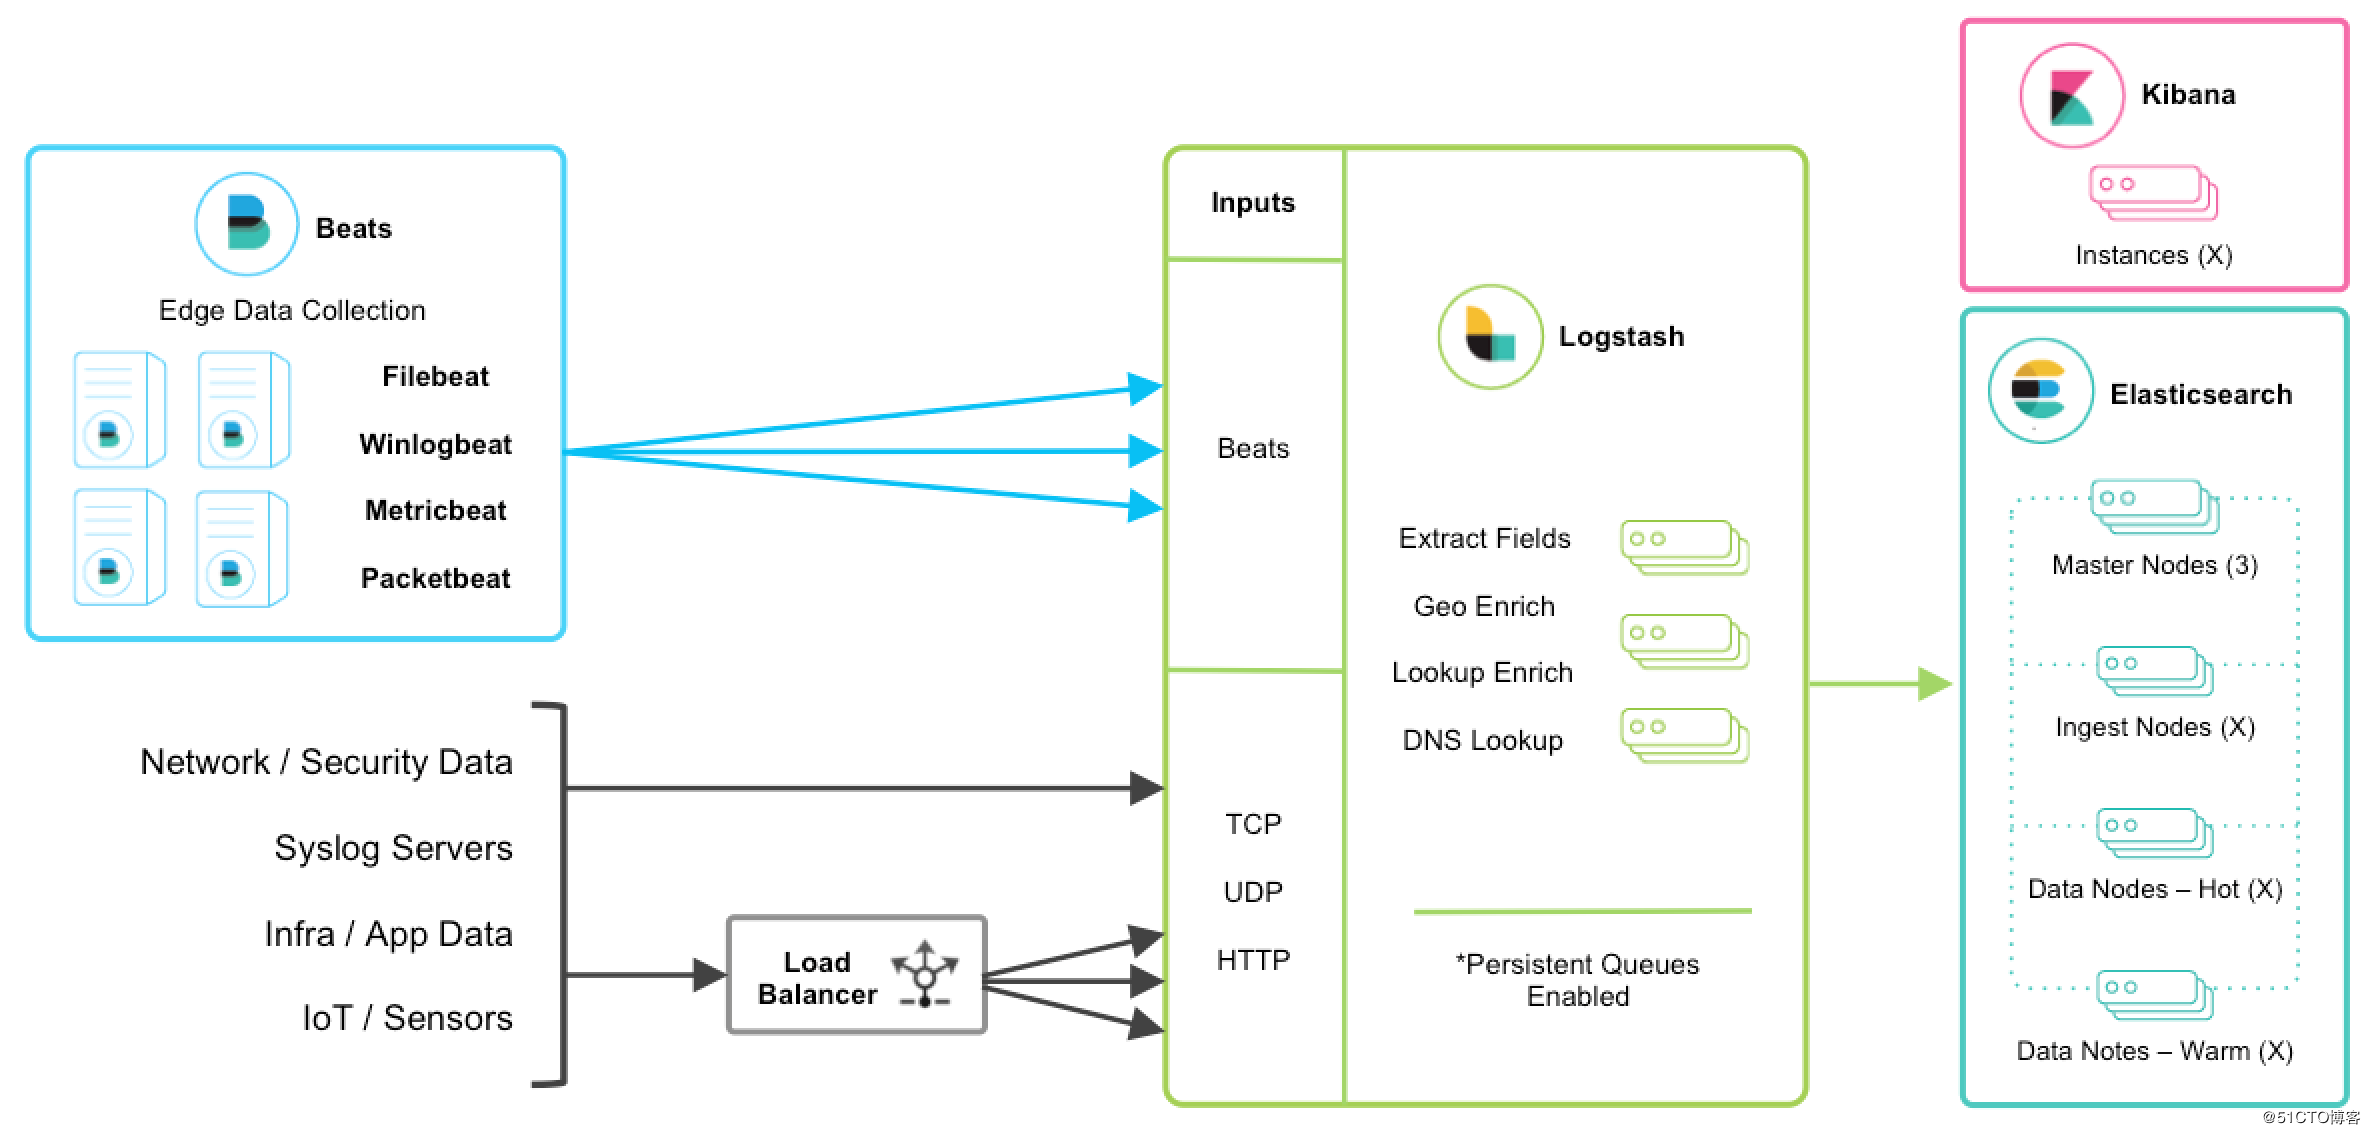 Beats
Edge Data Collection
Filebeat
Winlogbeat
Metricbeat
Packetbeat
Network / Security Data
Syslog Servers
Infra / App Data
IoT / Sensors
Load
Balancer
Inputs
Beats
TCP
UDP
HTTP
Logstash
Extract Fields
Geo Enrich
Lookup Enrich
DNS Lookup
*Persistent Queues
Enabled
Kibana
Instances (X)
Elasticsearch
Master Nodes (3)
Ingest Nodes (X)
Data Nodes – Hot (X)
Data Notes – Warm (X)
@51CTO博客